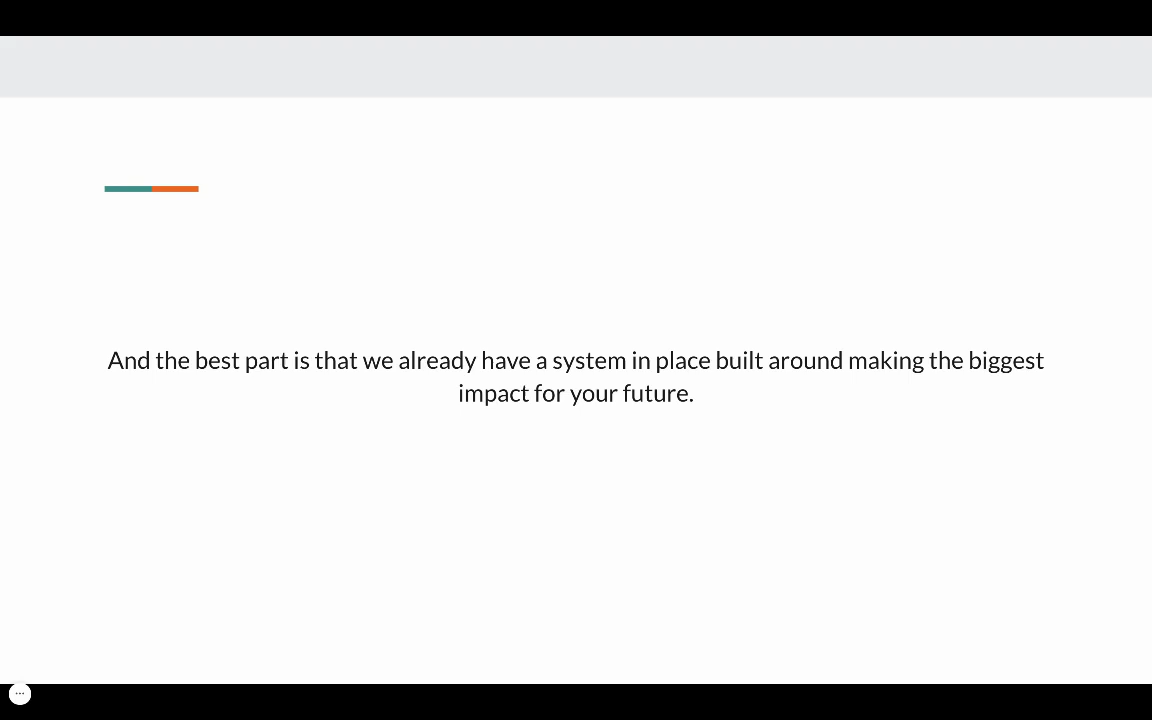 And the best part is that we already have a system in place built around making the biggest
impact for your future.